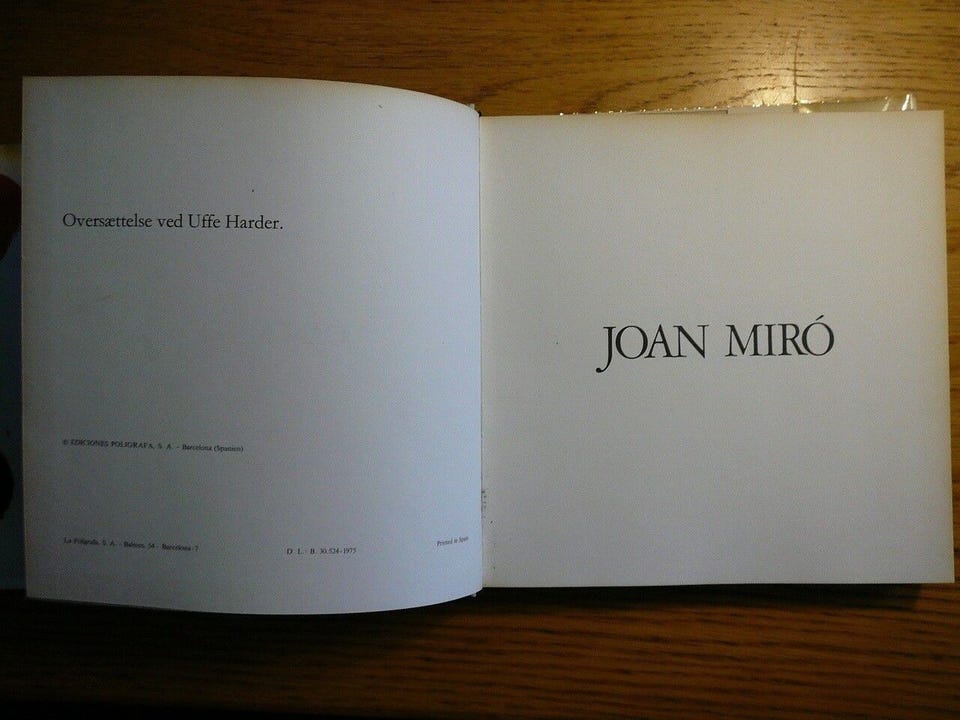 Oversættelse ved Uffe Harder.
© EDICIONES POLIGRAFA, S. A. - Barcelona (Spanien)
La Polígrafa, S. A. - Balmes, 54 - Barcelona-7
D. L.: B. 30.524-1975
Printed in Spain
JOAN MIRÓ